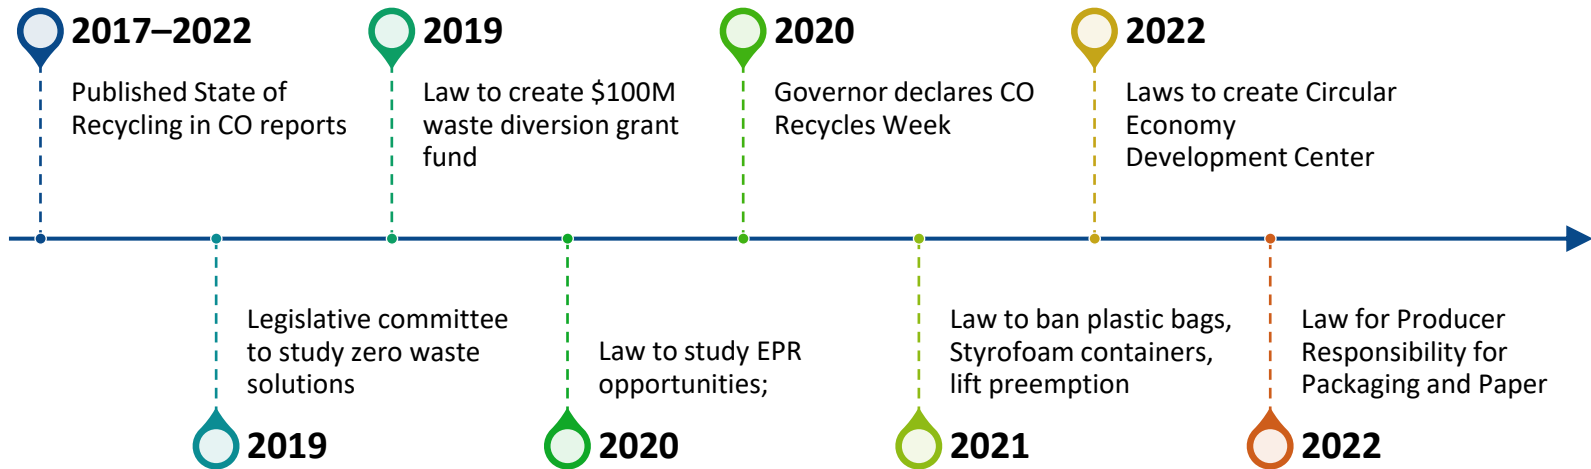 2017–2022
Published State of
Recycling in CO reports
2019
Legislative committee
to study zero waste
solutions
2019
Law to create $100M
waste diversion grant
fund
2020
Law to study EPR
opportunities;
2020
Governor declares CO
Recycles Week
2021
Law to ban plastic bags,
Styrofoam containers,
lift preemption
2022
Laws to create Circular
Economy
Development Center
2022
Law for Producer
Responsibility for
Packaging and Paper